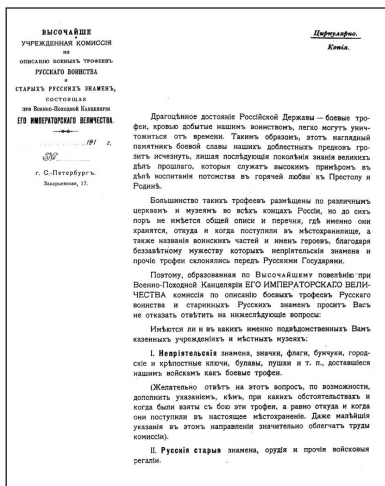 ВЫСОЧАЙШЕ
УЧРЕЖДЕННАЯ КОМИССІЯ
ПО
ОПИСАНІЮ БОЕВЫХЪ ТРОФЕЕВЪ
РУССКАГО ВОИНСТВА
И
СТАРЫХЪ РУССКИХЪ ЗНАМЕНЪ,
СОСТОЯЩАЯ
ПРИ ВОЕННО-ПОХОДНОЙ КАНЦЕЛЯРІИ
ЕГО ИМПЕРАТОРСКАГО ВЕЛИЧЕСТВА.
191 г.
№
г. С.-Петербургъ.
Захарьевская, 17.
Циркулярно.
Копія.
Драгоцѣнное достояніе Россійской Державы—боевые тро-
феи, кровью добытые нашимъ воинствомъ, легко могутъ уничь-
тожиться отъ времени. Такимъ образомъ, этотъ наглядный
памятникъ боевой славы нашихъ доблестныхъ предковъ гро-
зитъ исчезнуть, лишая послѣдующія поколѣнія знанія великихъ
дѣлъ прошлаго, которыя служатъ высокимъ примѣромъ въ
дѣлѣ воспитанія потомства въ горячей любви къ Престолу и
Родинѣ.
Большинство такихъ трофеевъ размѣщены по различнымъ
церквамъ и музеямъ во всѣхъ концахъ Россіи, но до сихъ
поръ не имѣется общей описи и перечня, гдѣ именно они
хранятся, откуда и когда поступили въ мѣстохранилище, а
также названія воинскихъ частей и именъ героевъ, благодаря
беззавѣтному мужеству которыхъ непріятельскія знамена и
прочіе трофеи склонялись передъ Русскими Государями.
Поэтому, образованная по Высочайшему повелѣнію при
Военно-Походной Канцеляріи ЕГО ИМПЕРАТОРСКАГО ВЕЛИ-
ЧЕСТВА комиссія по описанію боевыхъ трофеевъ Русскаго
воинства и старинныхъ Русскихъ знаменъ проситъ Васъ
не отказать отвѣтить на нижеслѣдующіе вопросы:
Имѣются ли и въ какихъ именно подвѣдомственныхъ Вамъ
казенныхъ учрежденіяхъ и мѣстныхъ музеяхъ:
I. Непріятельскія знамена, значки, флаги, бунчуки, город-
скіе и крѣпостные ключи, булавы, пушки и т. п., доставшіеся
нашимъ войскамъ какъ боевые трофеи.
(Желательно отвѣтъ на этотъ вопросъ, по возможности,
дополнить указаніемъ, кѣмъ, при какихъ обстоятельствахъ и
когда были взяты съ бою эти трофеи, а равно откуда и когда
они поступили въ настоящее мѣстохраненіе. Даже малѣйшія
указанія въ этомъ направленіи значительно облегчатъ труды
комиссіи).
II. Русскія старыя знамена, орудія и прочія войсковыя
регаліи.